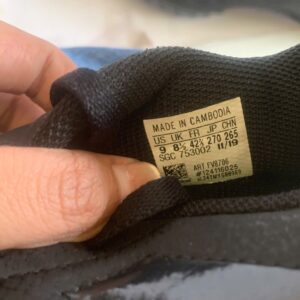 MADE IN CAMBODIA
US UK FR JP CHN
9 8½ 42⅔ 270 265
SGC 753002 11/19
ART FV8706
#124116025